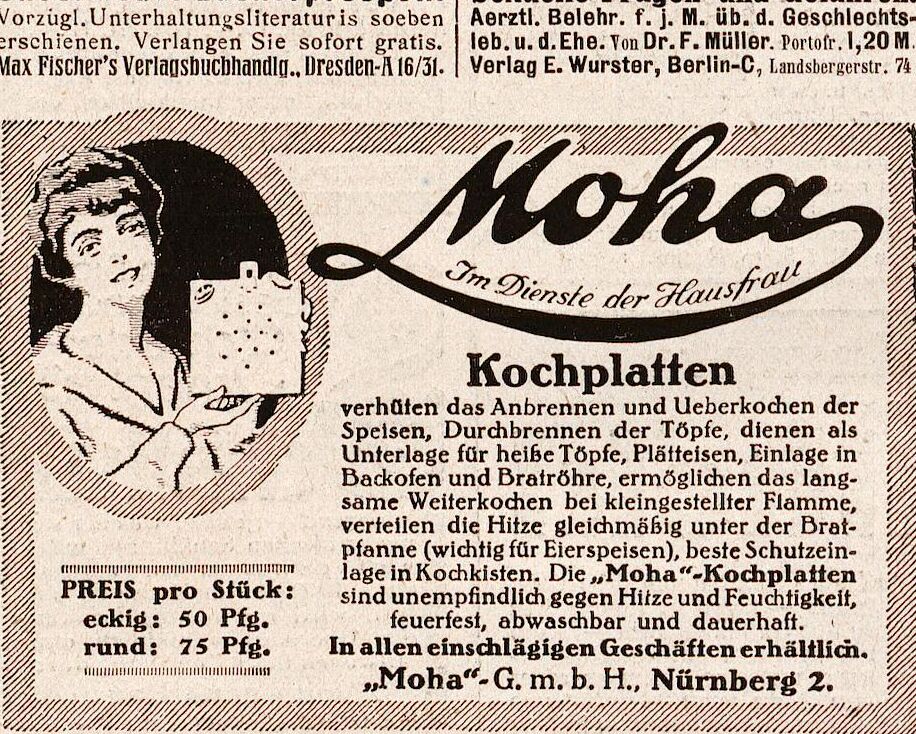 Vorzügl. Unterhaltungsliteratur is soeben
erschienen. Verlangen Sie sofort gratis.
Max Fischer's Verlagsbuchhandlg., Dresden-A 16/31.
Aerztl. Belehr. f. j. M. üb. d. Geschlechts-
leb. u. d. Ehe. Von Dr. F. Müller. Portofr. 1,20 M
Verlag E. Wurster, Berlin-C, Landsbergerstr. 74
Moha
Im Dienste der Hausfrau
Kochplatten
verhüten das Anbrennen und Ueberkochen der
Speisen, Durchbrennen der Töpfe, dienen als
Unterlage für heiße Töpfe, Plätteisen, Einlage in
Backofen und Bratröhre, ermöglichen das lang-
same Weiterkochen bei kleingestellter Flamme,
verteilen die Hitze gleichmäßig unter der Brat-
pfanne (wichtig für Eierspeisen), beste Schutzein-
lage in Kochkisten. Die „Moha“-Kochplatten
sind unempfindlich gegen Hitze und Feuchtigkeit,
feuerfest, abwaschbar und dauerhaft.
In allen einschlägigen Geschäften erhältlich.
„Moha“-G. m. b. H., Nürnberg 2.
PREIS pro Stück:
eckig: 50 Pfg.
rund: 75 Pfg.